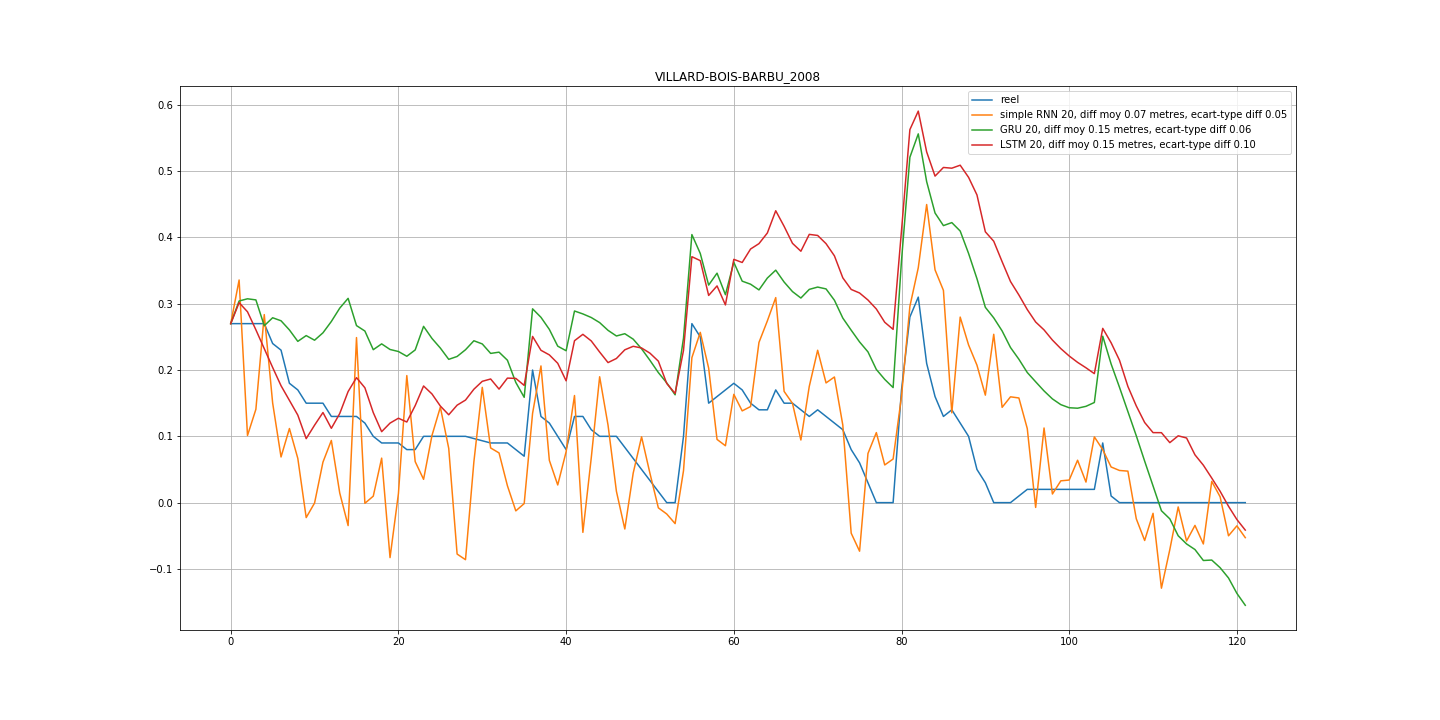 VILLARD-BOIS-BARBU_2008
reel
simple RNN 20, diff moy 0.07 metres, ecart-type diff 0.05
GRU 20, diff moy 0.15 metres, ecart-type diff 0.06
LSTM 20, diff moy 0.15 metres, ecart-type diff 0.10
0.6
0.5
0.4
0.3
0.2
0.1
0.0
−0.1
0 20 40 60 80 100 120